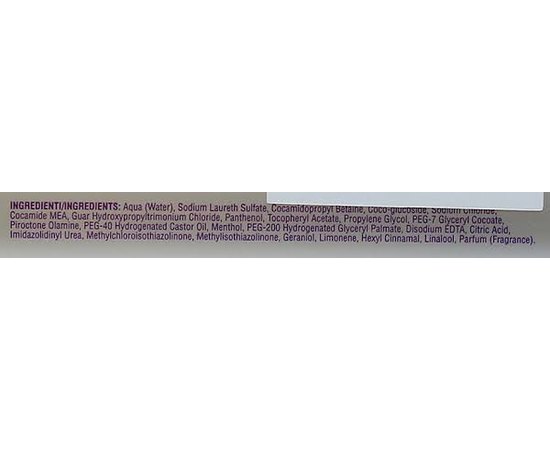 INGREDIENTI/INGREDIENTS: Aqua (Water), Sodium Laureth Sulfate, Cocamidopropyl Betaine, Coco-glucoside, Sodium Chloride,
Cocamide MEA, Guar Hydroxypropyltrimonium Chloride, Panthenol, Tocopheryl Acetate, Propylene Glycol, PEG-7 Glyceryl Cocoate,
Piroctone Olamine, PEG-40 Hydrogenated Castor Oil, Menthol, PEG-200 Hydrogenated Glyceryl Palmate, Disodium EDTA, Citric Acid,
Imidazolidinyl Urea, Methylchloroisothiazolinone, Methylisothiazolinone, Geraniol, Limonene, Hexyl Cinnamal, Linalool, Parfum (Fragrance).